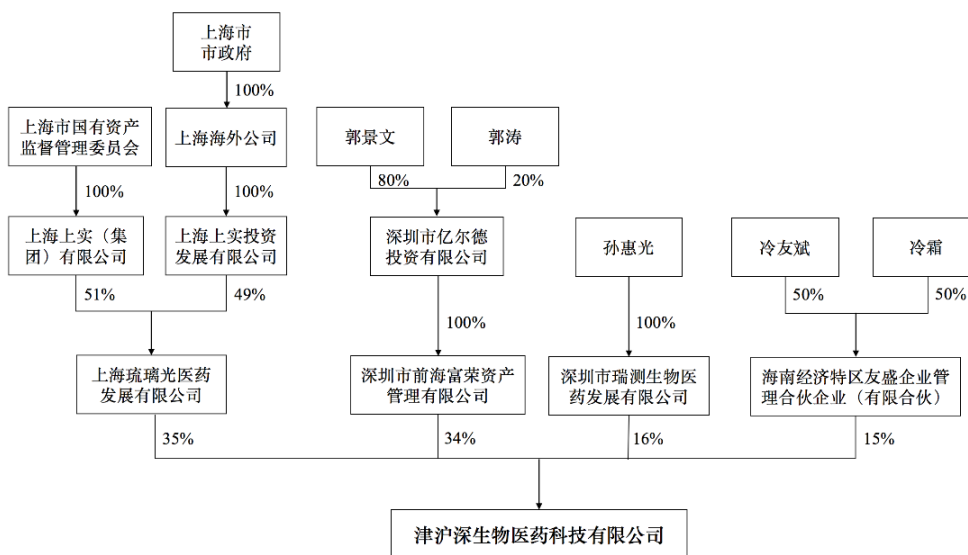 上海市
市政府
100%
上海市国有资产
监督管理委员会
上海海外公司
郭景文
郭涛
100%
100%
80%
20%
上海上实（集
团）有限公司
上海上实投资
发展有限公司
深圳市亿尔德
投资有限公司
孙惠光
冷友斌
冷霜
51%
49%
50%
50%
100%
100%
上海琉璃光医药
发展有限公司
深圳市前海富荣资产
管理有限公司
深圳市瑞测生物医
药发展有限公司
海南经济特区友盛企业管
理合伙企业（有限合伙）
35%
34%
16%
15%
津沪深生物医药科技有限公司